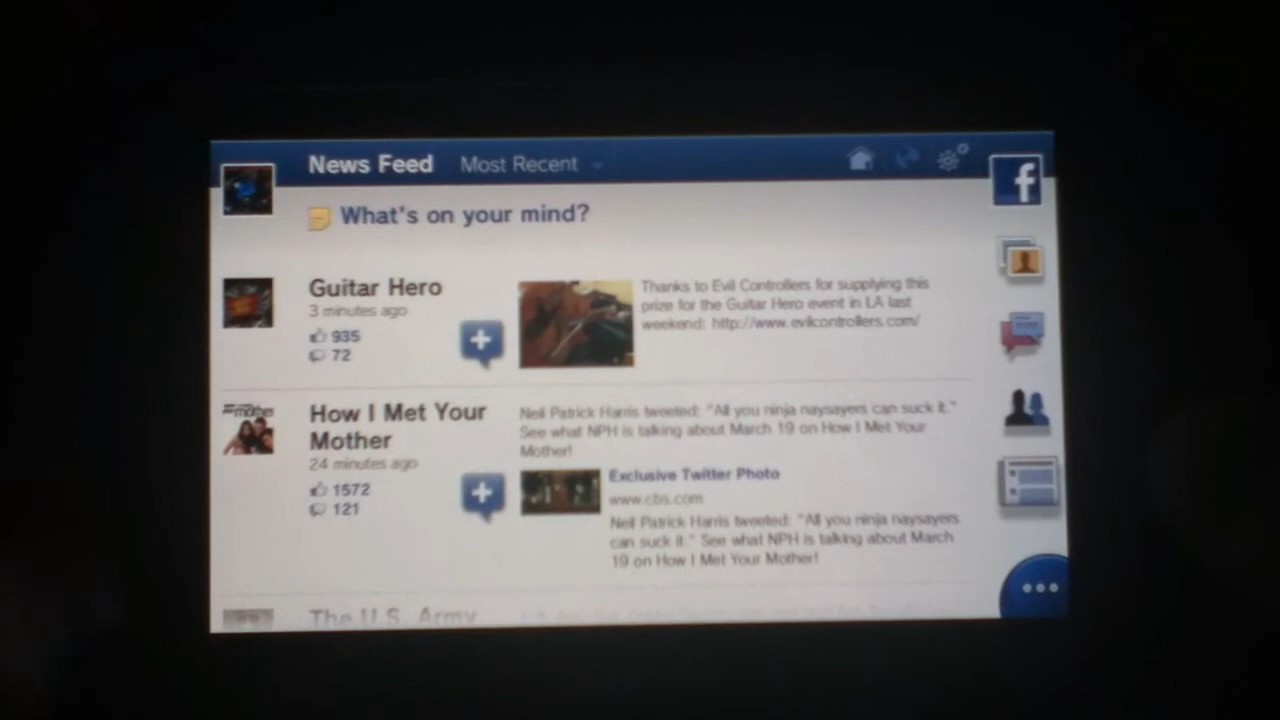 News Feed Most Recent
f
What's on your mind?
Guitar Hero
3 minutes ago
935
72
Thanks to Evil Controllers for supplying this
prize for the Guitar Hero event in LA last
weekend: http://www.evilcontrollers.com/
How I Met Your
Mother
24 minutes ago
1572
121
Neil Patrick Harris tweeted: "All you ninja naysayers can suck it."
See what NPH is talking about March 19 on How I Met Your
Mother!
Exclusive Twitter Photo
www.cbs.com
Neil Patrick Harris tweeted: "All you ninja naysayers
can suck it." See what NPH is talking about March
19 on How I Met Your Mother!
The U.S. Army